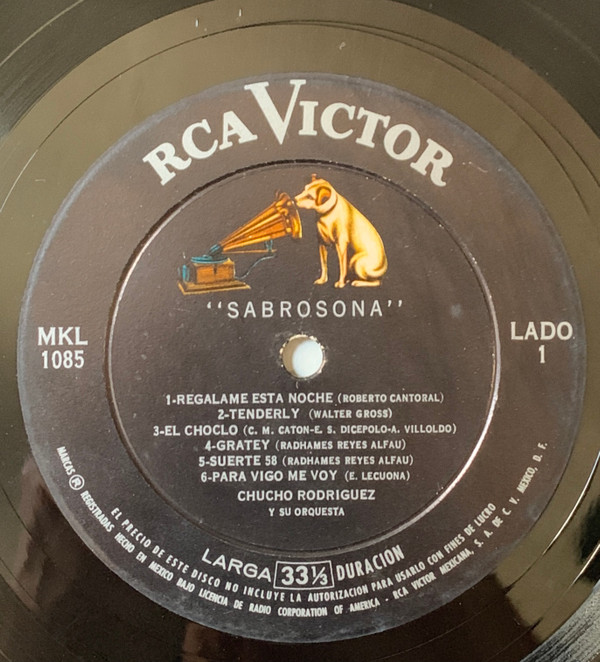 RCA VICTOR
"SABROSONA"
MKL
1085
LADO
1
1-REGALAME ESTA NOCHE (ROBERTO CANTORAL)
2-TENDERLY (WALTER GROSS)
3-EL CHOCLO (C. M. CATON-E. S. DICEPOLO-A. VILLOLDO)
4-GRATEY (RADHAMES REYES ALFAU)
5-SUERTE 58 (RADHAMES REYES ALFAU)
6-PARA VIGO ME VOY (E. LECUONA)
CHUCHO RODRIGUEZ
Y SU ORQUESTA
LARGA 33⅓ DURACION
EL PRECIO DE ESTE DISCO NO INCLUYE LA AUTORIZACION PARA USARLO CON FINES DE LUCRO
MARCAS ® REGISTRADAS HECHO EN MEXICO BAJO LICENCIA DE RADIO CORPORATION OF AMERICA - RCA VICTOR MEXICANA, S. A. DE C. V. MEXICO, D. F.